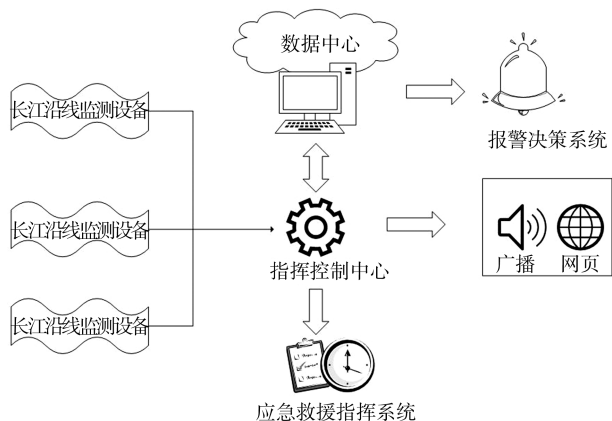 数据中心
长江沿线监测设备
报警决策系统
长江沿线监测设备
广播 网页
指挥控制中心
长江沿线监测设备
应急救援指挥系统